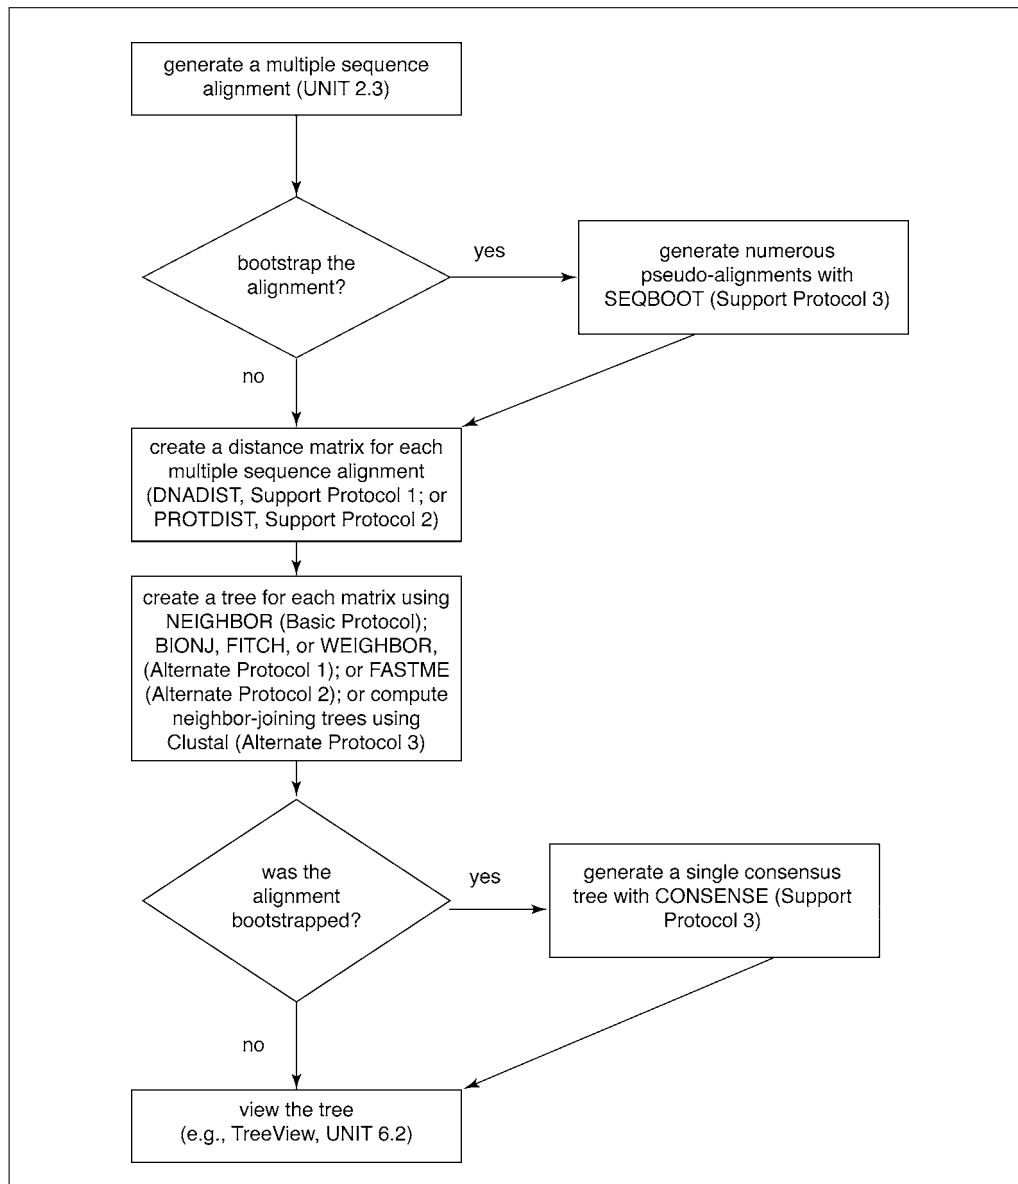 generate a multiple sequence
alignment (UNIT 2.3)
bootstrap the
alignment?
yes
generate numerous
pseudo-alignments with
SEQBOOT (Support Protocol 3)
no
create a distance matrix for each
multiple sequence alignment
(DNADIST, Support Protocol 1; or
PROTDIST, Support Protocol 2)
create a tree for each matrix using
NEIGHBOR (Basic Protocol);
BIONJ, FITCH, or WEIGHBOR,
(Alternate Protocol 1); or FASTME
(Alternate Protocol 2); or compute
neighbor-joining trees using
Clustal (Alternate Protocol 3)
was the
alignment
bootstrapped?
yes
generate a single consensus
tree with CONSENSE (Support
Protocol 3)
no
view the tree
(e.g., TreeView, UNIT 6.2)